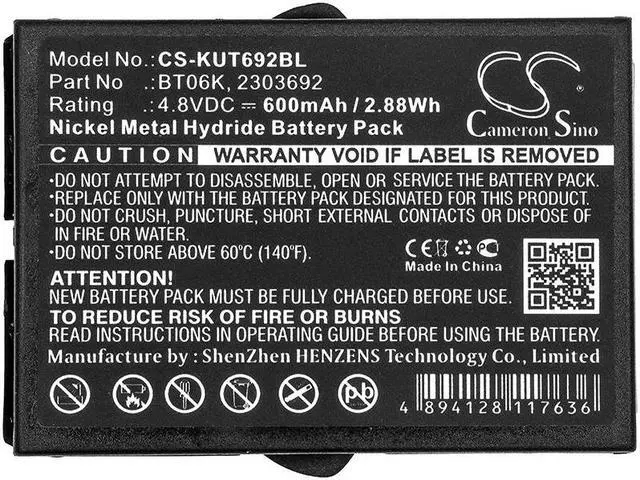 Model No.: CS-KUT692BL
Part No : BT06K, 2303692
Rating : 4.8VDC ⎓ 600mAh / 2.88Wh
Nickel Metal Hydride Battery Pack
CS
Cameron Sino
CAUTION WARRANTY VOID IF LABEL IS REMOVED
•DO NOT ATTEMPT TO DISASSEMBLE, OPEN OR SERVICE THE BATTERY PACK.
•REPLACE ONLY WITH THE BATTERY PACK DESIGNATED FOR THIS PRODUCT.
•DO NOT CRUSH, PUNCTURE, SHORT EXTERNAL CONTACTS OR DISPOSE OF
IN FIRE OR WATER.
•DO NOT STORE ABOVE 60°C (140°F).
CE PC
Made In China
ATTENTION!
NEW BATTERY PACK MUST BE FULLY CHARGED BEFORE USE.
TO REDUCE RISK OF FIRE OR BURNS
READ INSTRUCTIONS IN OPERATING GUIDE BEFORE USING THE BATTERY.
Manufactured by : ShenZhen HENZENS Technology Co., Limited
pb
4 894128 117636